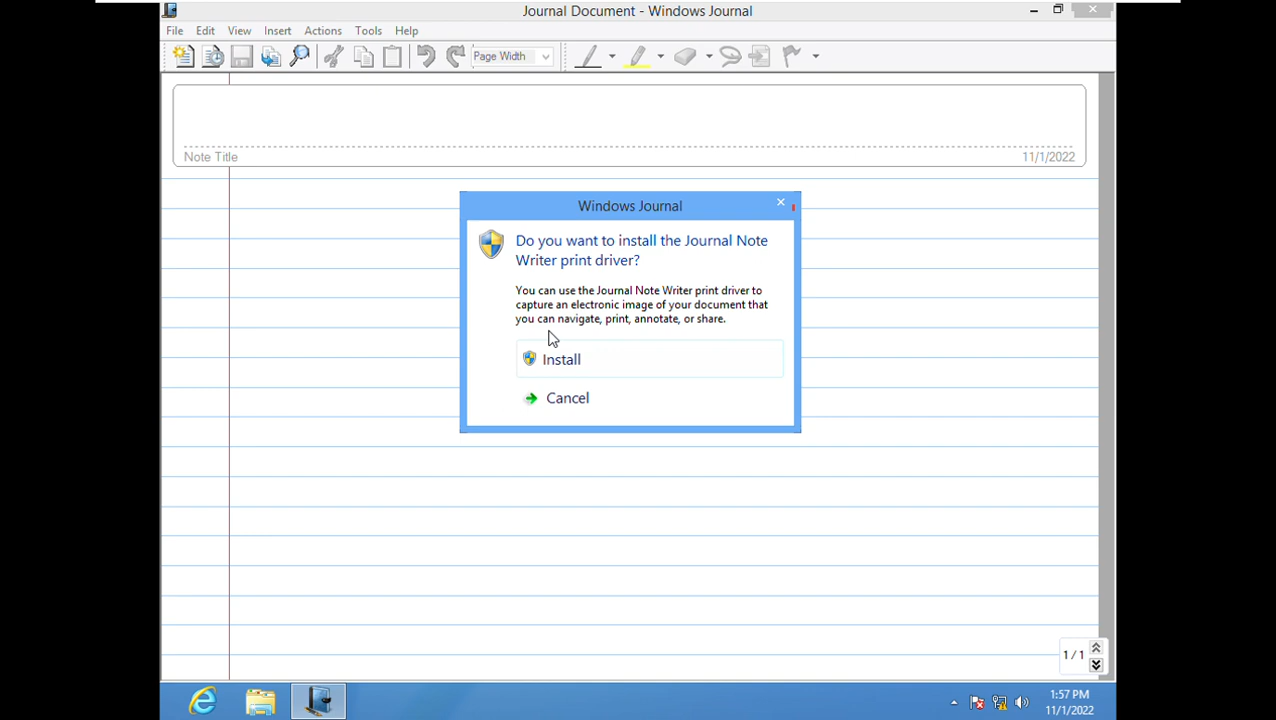 Journal Document - Windows Journal
File Edit View Insert Actions Tools Help
Page Width
Note Title 11/1/2022
Windows Journal
Do you want to install the Journal Note
Writer print driver?
You can use the Journal Note Writer print driver to
capture an electronic image of your document that
you can navigate, print, annotate, or share.
Install
Cancel
1 / 1
1:57 PM
11/1/2022